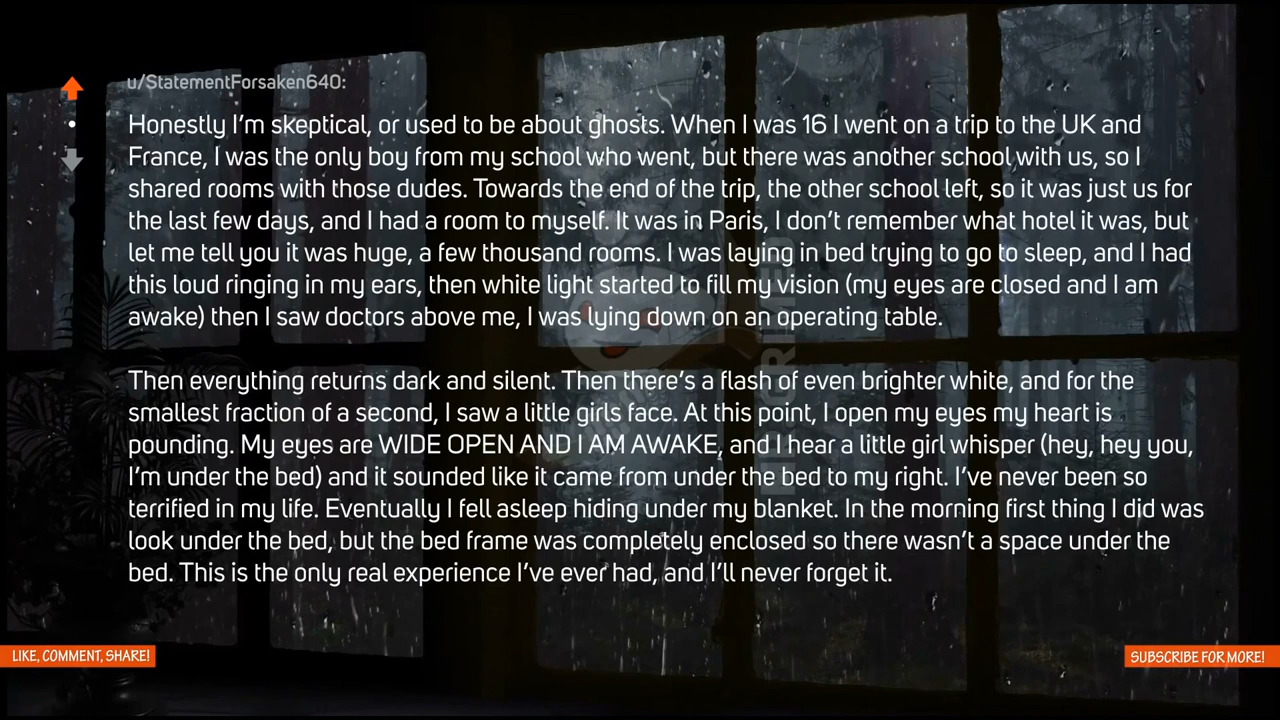 u/StatementForsaken640:
Honestly I'm skeptical, or used to be about ghosts. When I was 16 I went on a trip to the UK and
France, I was the only boy from my school who went, but there was another school with us, so I
shared rooms with those dudes. Towards the end of the trip, the other school left, so it was just us for
the last few days, and I had a room to myself. It was in Paris, I don't remember what hotel it was, but
let me tell you it was huge, a few thousand rooms. I was laying in bed trying to go to sleep, and I had
this loud ringing in my ears, then white light started to fill my vision (my eyes are closed and I am
awake) then I saw doctors above me, I was lying down on an operating table.
Then everything returns dark and silent. Then there's a flash of even brighter white, and for the
smallest fraction of a second, I saw a little girls face. At this point, I open my eyes my heart is
pounding. My eyes are WIDE OPEN AND I AM AWAKE, and I hear a little girl whisper (hey, hey you,
I'm under the bed) and it sounded like it came from under the bed to my right. I've never been so
terrified in my life. Eventually I fell asleep hiding under my blanket. In the morning first thing I did was
look under the bed, but the bed frame was completely enclosed so there wasn't a space under the
bed. This is the only real experience I've ever had, and I'll never forget it.
LIKE, COMMENT, SHARE!
SUBSCRIBE FOR MORE!